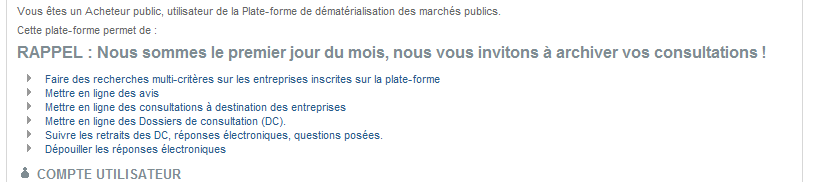 Vous êtes un Acheteur public, utilisateur de la Plate-forme de dématérialisation des marchés publics.
Cette plate-forme permet de :
RAPPEL : Nous sommes le premier jour du mois, nous vous invitons à archiver vos consultations !
Faire des recherches multi-critères sur les entreprises inscrites sur la plate-forme
Mettre en ligne des avis
Mettre en ligne des consultations à destination des entreprises
Mettre en ligne des Dossiers de consultation (DC).
Suivre les retraits des DC, réponses électroniques, questions posées.
Dépouiller les réponses électroniques
COMPTE UTILISATEUR